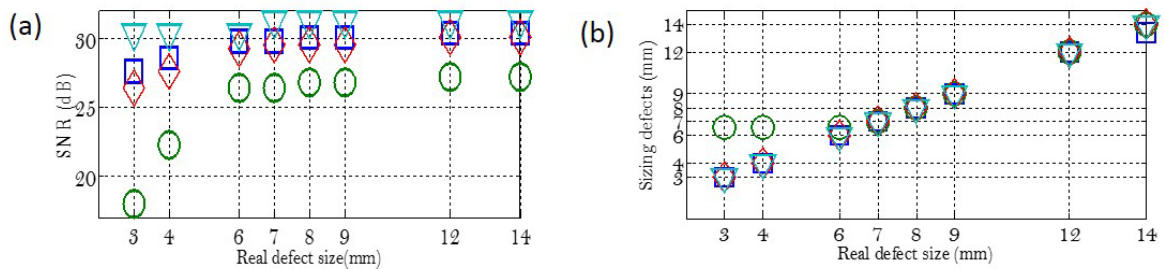 (a)
SNR (dB)
30
25
20
3 4 6 7 8 9 12 14
Real defect size(mm)
(b)
Sizing defects (mm)
14
12
9
8
7
6
4
3
3 4 6 7 8 9 12 14
Real defect size (mm)